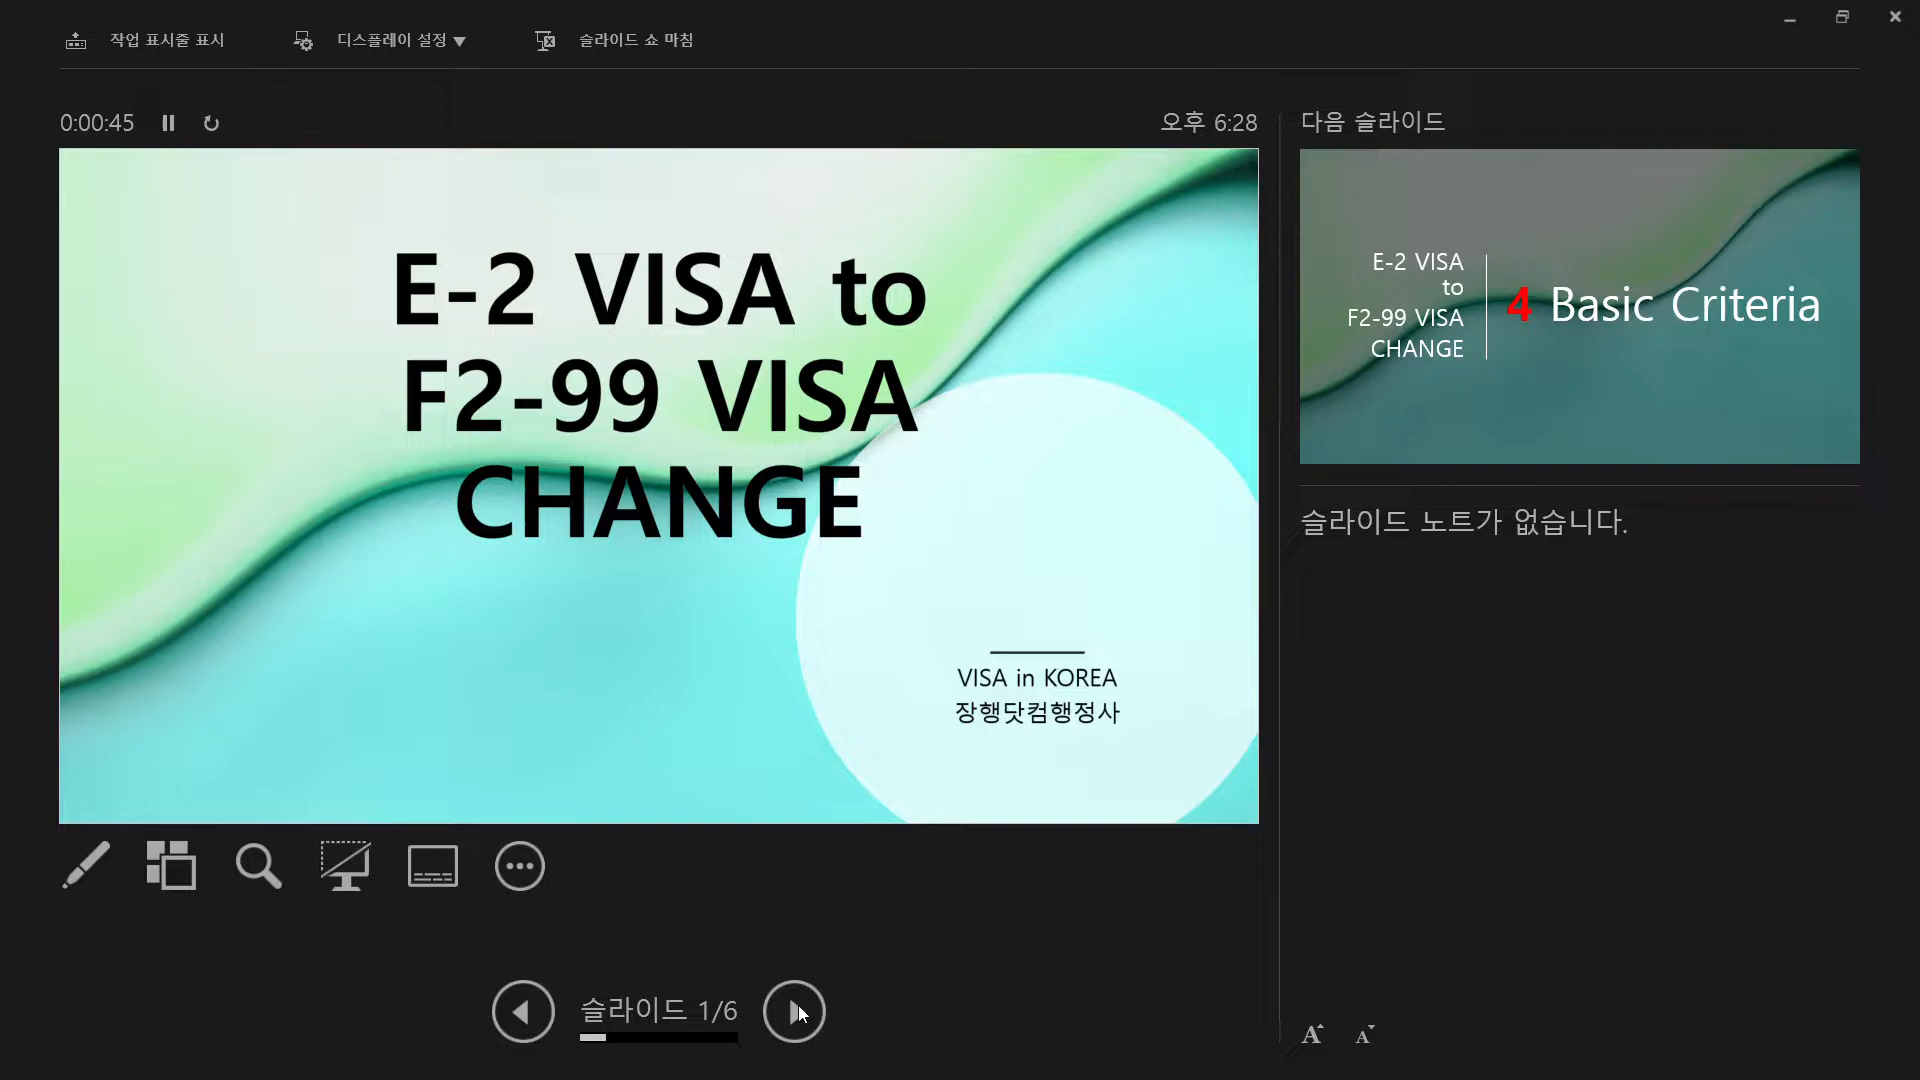 작업 표시줄 표시
디스플레이 설정 ▼
슬라이드 쇼 마침
0:00:45
오후 6:28
다음 슬라이드
E-2 VISA to
F2-99 VISA
CHANGE
VISA in KOREA
장행닷컴행정사
E-2 VISA
to
F2-99 VISA
CHANGE
4 Basic Criteria
슬라이드 노트가 없습니다.
슬라이드 1/6
A A